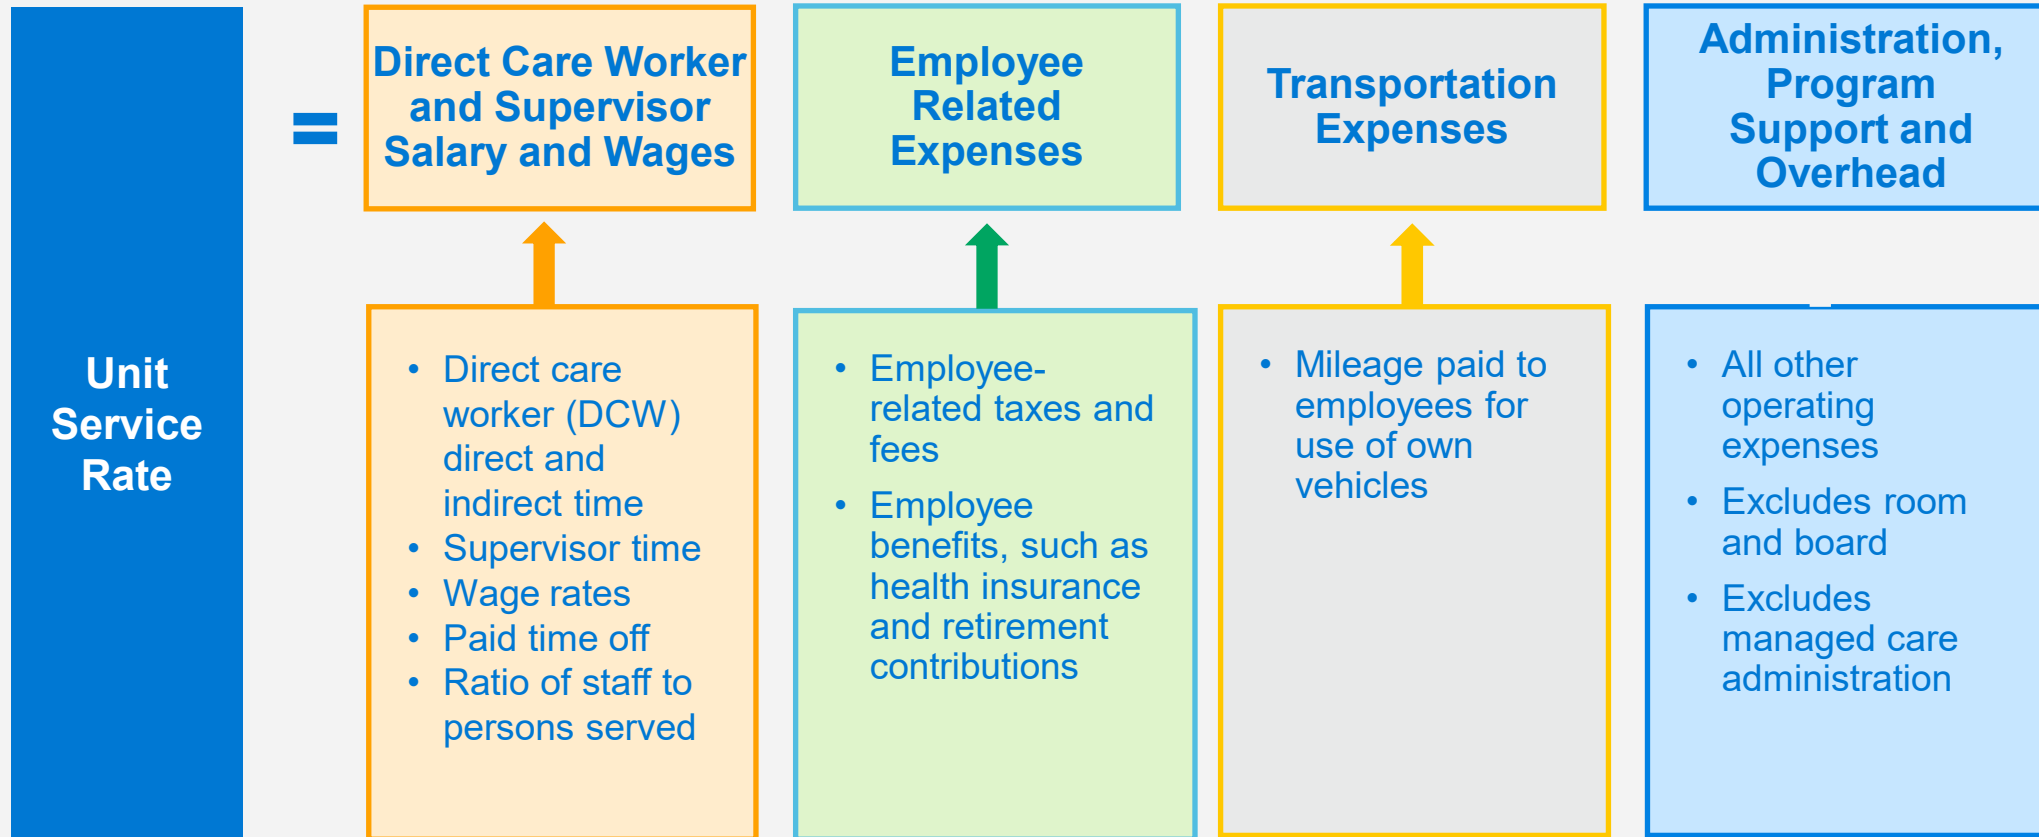 Unit
Service
Rate
=
Direct Care Worker
and Supervisor
Salary and Wages
Employee
Related
Expenses
Transportation
Expenses
Administration,
Program
Support and
Overhead
• Direct care
worker (DCW)
direct and
indirect time
• Supervisor time
• Wage rates
• Paid time off
• Ratio of staff to
persons served
• Employee-
related taxes and
fees
• Employee
benefits, such as
health insurance
and retirement
contributions
• Mileage paid to
employees for
use of own
vehicles
• All other
operating
expenses
• Excludes room
and board
• Excludes
managed care
administration